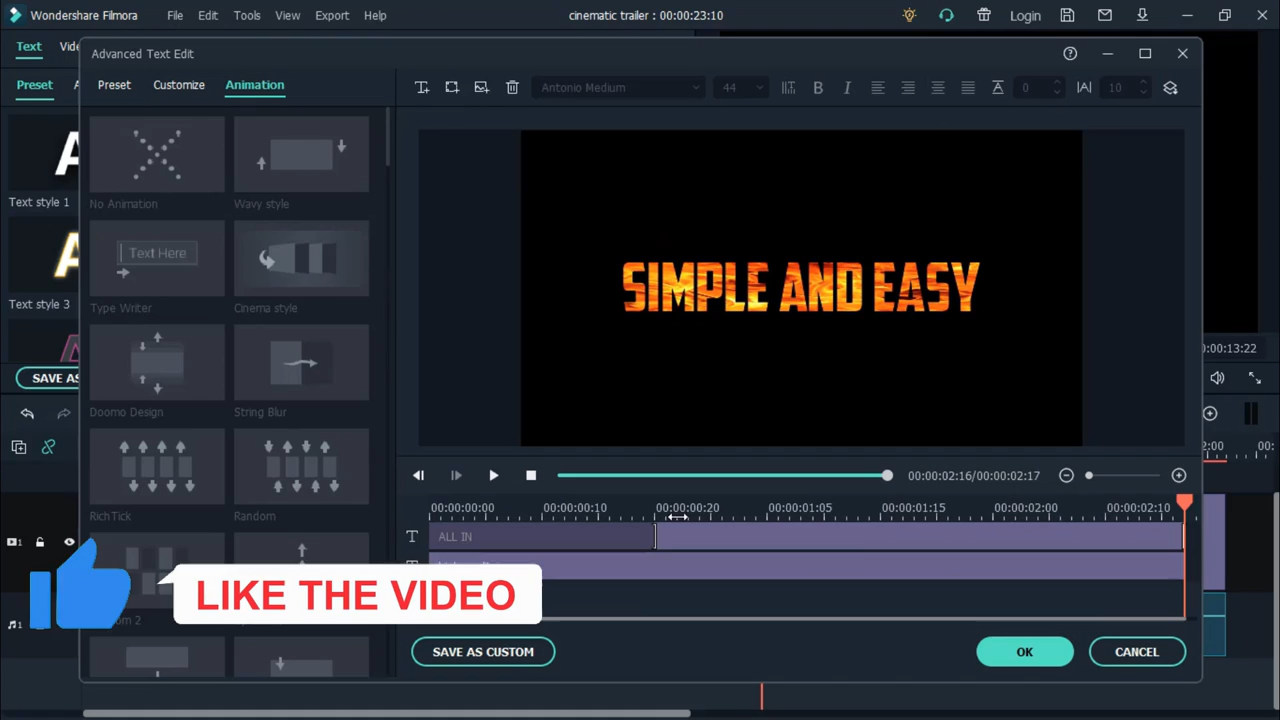 Wondershare Filmora File Edit Tools View Export Help cinematic trailer : 00:00:23:10 Login
Text
Advanced Text Edit
Preset
Preset Customize Animation
Antonio Medium 44 B I 0 10
No Animation Wavy style
Text style 1
Text Here
Type Writer Cinema style
Text style 3
SIMPLE AND EASY
Doomo Design String Blur
SAVE AS
RichTick Random
00:00:02:16/00:00:02:17
00:00:00:00 00:00:00:10 00:00:00:20 00:00:01:05 00:00:01:15 00:00:02:00 00:00:02:10
ALL IN
LIKE THE VIDEO
SAVE AS CUSTOM OK CANCEL